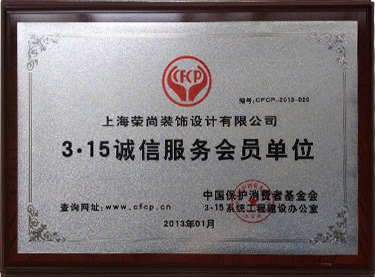 CFCP
编号:CFCP-2013-020
上海荣尚装饰设计有限公司
3·15诚信服务会员单位
中国保护消费者基金会
查询网址:www.cfcp.cn 3·15系统工程建设办公室
2013年01月